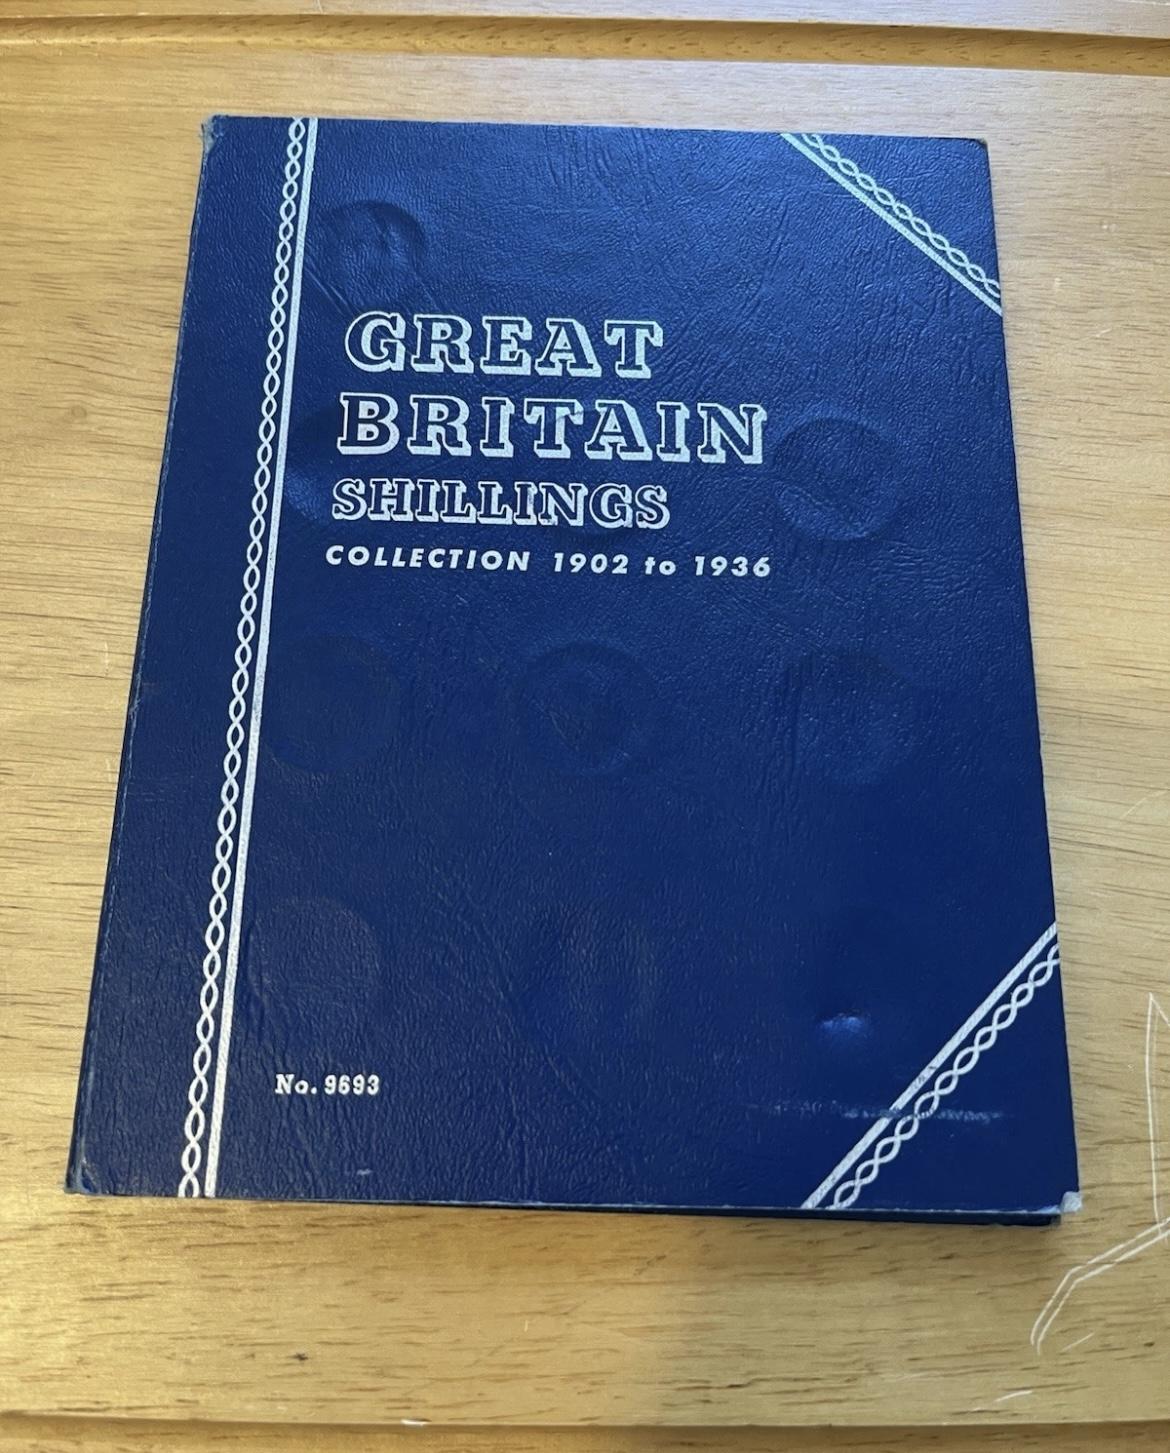 GREAT
BRITAIN
SHILLINGS
COLLECTION 1902 to 1936
No. 9693